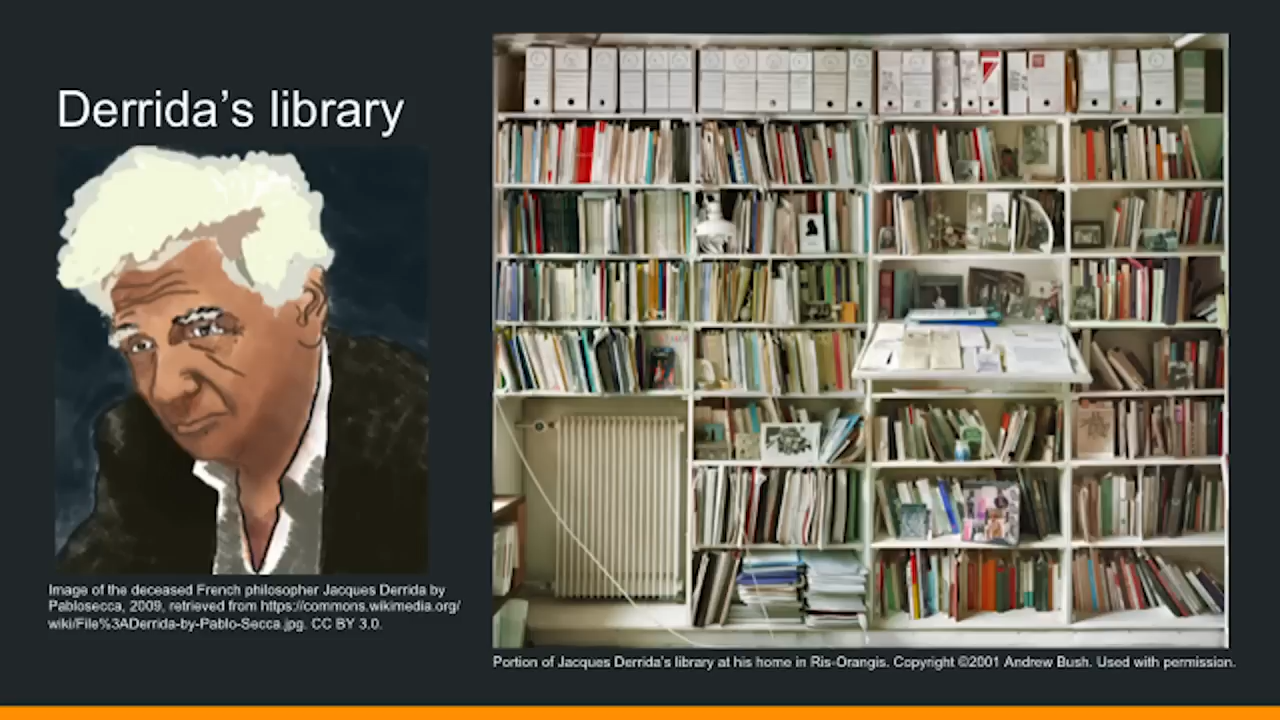 Derrida's library
Image of the deceased French philosopher Jacques Derrida by
Pablosecca, 2009, retrieved from https://commons.wikimedia.org/
wiki/File%3ADerrida-by-Pablo-Secca.jpg. CC BY 3.0.
Portion of Jacques Derrida's library at his home in Ris-Orangis. Copyright ©2001 Andrew Bush. Used with permission.